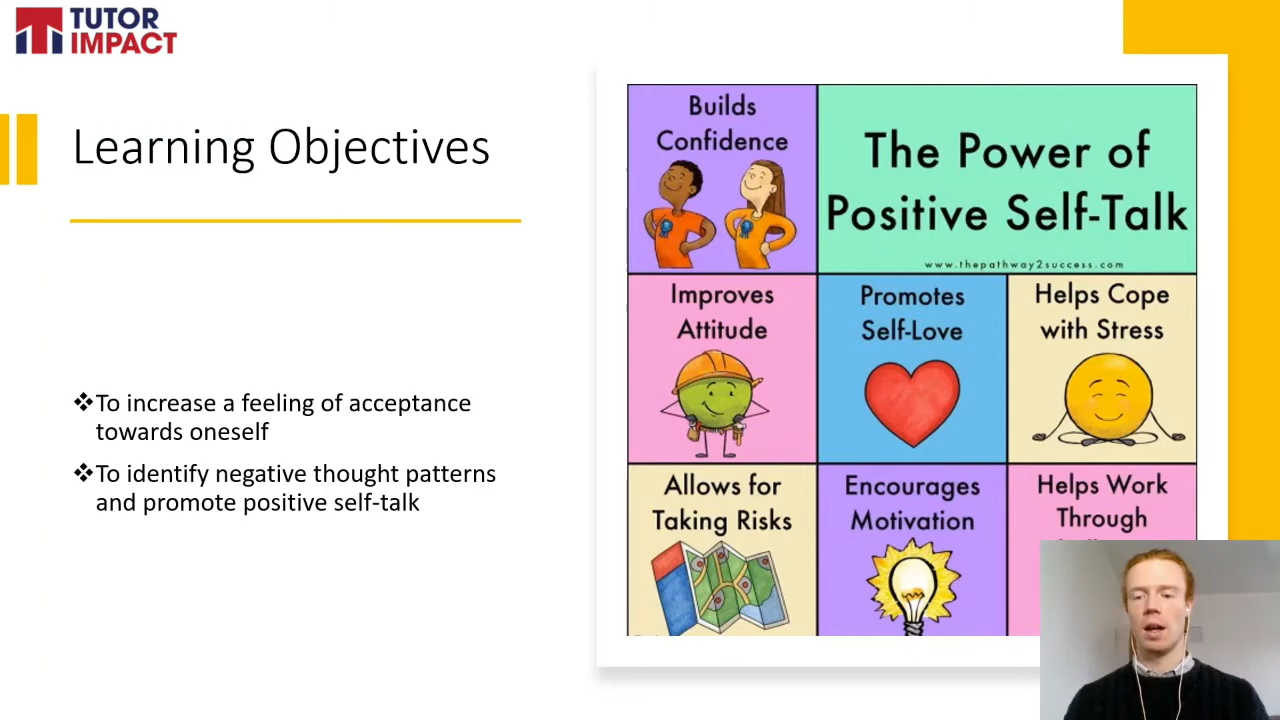 TUTOR
IMPACT
Learning Objectives
❖To increase a feeling of acceptance
towards oneself
❖To identify negative thought patterns
and promote positive self-talk
Builds
Confidence
The Power of
Positive Self-Talk
www.thepathway2success.com
Improves
Attitude
Promotes
Self-Love
Helps Cope
with Stress
Allows for
Taking Risks
Encourages
Motivation
Helps Work
Through